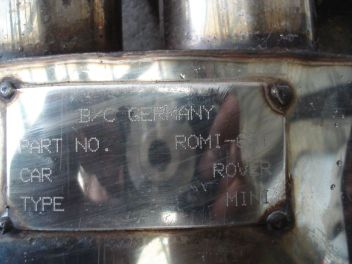 B/C GERMANY
PART NO.
CAR ROVER
TYPE MINI